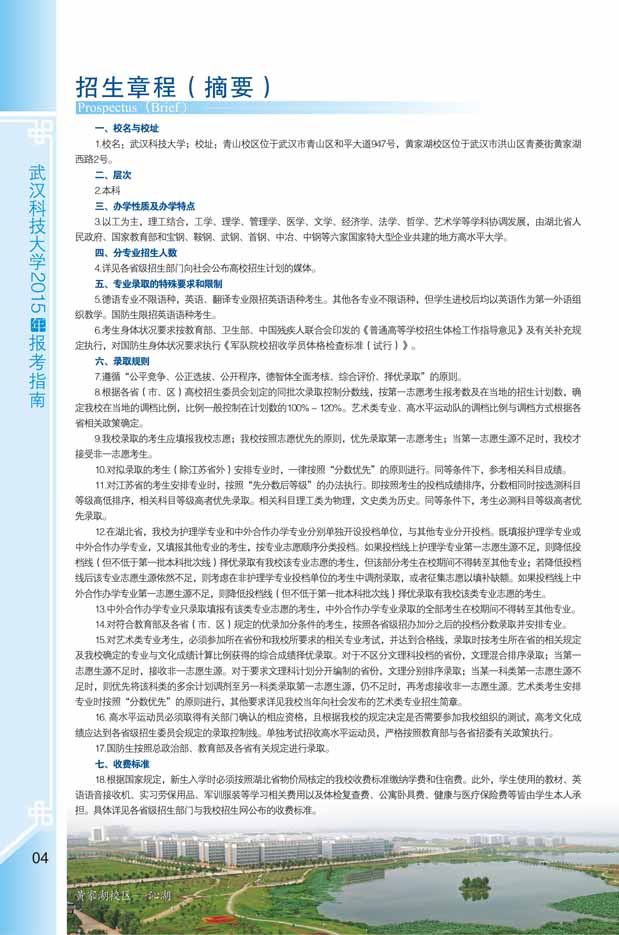 招生章程（摘要）
Prospectus（Brief）
一、校名与校址
1.校名：武汉科技大学；校址：青山校区位于武汉市青山区和平大道947号，黄家湖校区位于武汉市洪山区青菱街黄家湖
西路2号。
二、层次
2.本科
三、办学性质及办学特点
3.以工为主，理工结合，工学、理学、管理学、医学、文学、经济学、法学、哲学、艺术学等学科协调发展，由湖北省人
民政府、国家教育部和宝钢、鞍钢、武钢、首钢、中冶、中钢等六家国家特大型企业共建的地方高水平大学。
四、分专业招生人数
4.详见各省级招生部门向社会公布高校招生计划的媒体。
五、专业录取的特殊要求和限制
5.德语专业不限语种，英语、翻译专业限招英语语种考生。其他各专业不限语种，但学生进校后均以英语作为第一外语组
织教学。国防生限招英语语种考生。
6.考生身体状况要求按教育部、卫生部、中国残疾人联合会印发的《普通高等学校招生体检工作指导意见》及有关补充规
定执行，对国防生身体状况要求执行《军队院校招收学员体格检查标准（试行）》。
六、录取规则
7.遵循“公平竞争、公正选拔、公开程序，德智体全面考核、综合评价、择优录取”的原则。
8.根据各省（市、区）高校招生委员会划定的同批次录取控制分数线，按第一志愿考生报考数及在当地的招生计划数，确
定我校在当地的调档比例，比例一般控制在计划数的100%－120%。艺术类专业、高水平运动队的调档比例与调档方式根据各
省相关政策确定。
9.我校录取的考生应填报我校志愿；我校按照志愿优先的原则，优先录取第一志愿考生；当第一志愿生源不足时，我校才
接受非一志愿考生。
10.对拟录取的考生（除江苏省外）安排专业时，一律按照“分数优先”的原则进行。同等条件下，参考相关科目成绩。
11.对江苏省的考生安排专业时，按照“先分数后等级”的办法执行。即按照考生的投档成绩排序，分数相同时按选测科目
等级高低排序，相关科目等级高者优先录取。相关科目理工类为物理，文史类为历史。同等条件下，考生必测科目等级高者优
先录取。
12.在湖北省，我校为护理学专业和中外合作办学专业分别单独开设投档单位，与其他专业分开投档。既填报护理学专业或
中外合作办学专业，又填报其他专业的考生，按专业志愿顺序分类投档。如果投档线上护理学专业第一志愿生源不足，则降低投
档线（但不低于第一批本科批次线）择优录取有我校该专业志愿的考生，但这部分考生在校期间不得转至其他专业；若降低投档
线后该专业志愿生源依然不足，则考虑在非护理学专业投档单位的考生中调剂录取，或者征集志愿以填补缺额。如果投档线上中
外合作办学专业第一志愿生源不足，则降低投档线（但不低于第一批本科批次线）择优录取有我校该类专业志愿的考生。
13.中外合作办学专业只录取填报有该类专业志愿的考生，中外合作办学专业录取的全部考生在校期间不得转至其他专业。
14.对符合教育部及各省（市、区）规定的优录加分条件的考生，按照各省级招办加分之后的投档分数录取并安排专业。
15.对艺术类专业考生，必须参加所在省份和我校所要求的相关专业考试，并达到合格线，录取时按考生所在省的相关规定
及我校确定的专业与文化成绩计算比例获得的综合成绩择优录取。对于不区分文理科投档的省份，文理混合排序录取；当第一
志愿生源不足时，接收非一志愿生源。对于要求文理科计划分开编制的省份，文理分别排序录取；当某一科类第一志愿生源不
足时，则优先将该科类的多余计划调剂至另一科类录取第一志愿生源，仍不足时，再考虑接收非一志愿生源。艺术类考生安排
专业时按照“分数优先”的原则进行，其他要求详见我校当年向社会发布的艺术类专业招生简章。
16. 高水平运动员必须取得有关部门确认的相应资格，且根据我校的规定决定是否需要参加我校组织的测试，高考文化成
绩应达到各省级招生委员会规定的录取控制线。单独考试招收高水平运动员，严格按照教育部与各省招委有关政策执行。
17.国防生按照总政治部、教育部及各省有关规定进行录取。
七、收费标准
18.根据国家规定，新生入学时必须按照湖北省物价局核定的我校收费标准缴纳学费和住宿费。此外，学生使用的教材、英
语语音接收机、实习劳保用品、军训服装等学习相关费用以及体检复查费、公寓卧具费、健康与医疗保险费等皆由学生本人承
担。具体详见各省级招生部门与我校招生网公布的收费标准。
武汉科技大学2015年报考指南
04
黄家湖校区